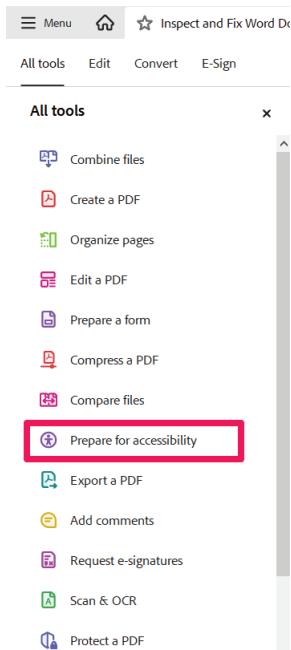 Menu
Inspect and Fix Word Do
All tools Edit Convert E-Sign
All tools
Combine files
Create a PDF
Organize pages
Edit a PDF
Prepare a form
Compress a PDF
Compare files
Prepare for accessibility
Export a PDF
Add comments
Request e-signatures
Scan & OCR
Protect a PDF